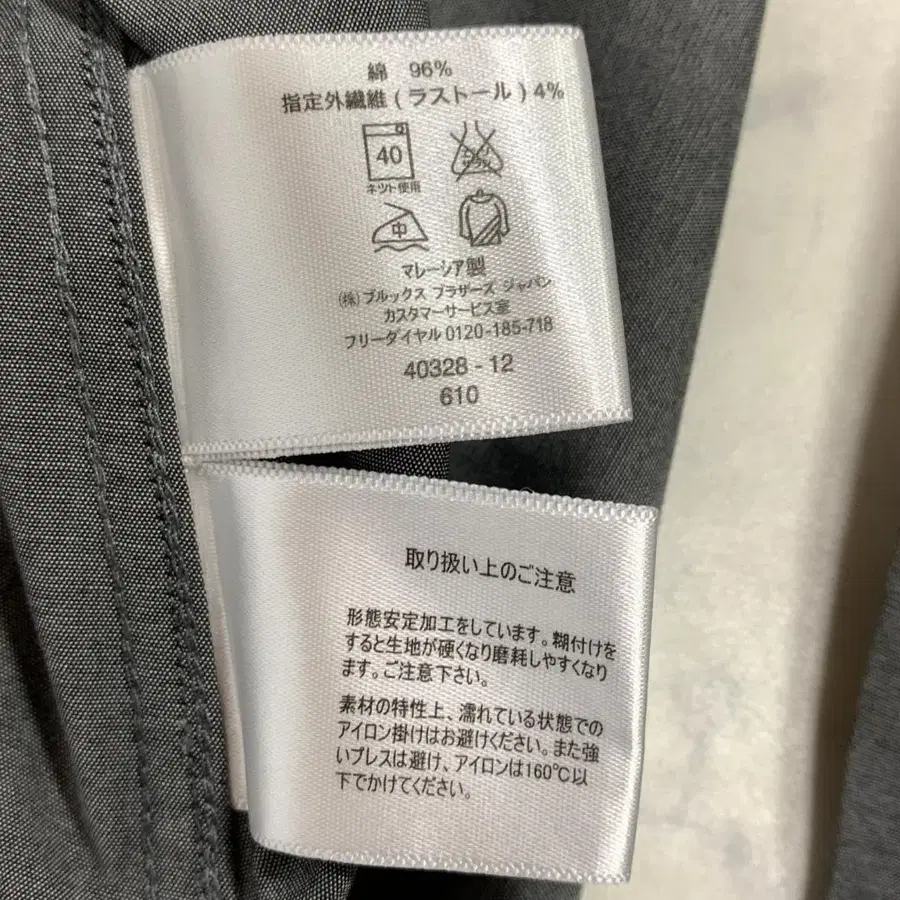 綿 96%
指定外繊維 ( ラストール ) 4%
40
ネット使用
中
マレーシア製
(株) ブルックス ブラザーズ ジャパン
カスタマーサービス室
フリーダイヤル 0120-185-718
40328 - 12
610
取り扱い上のご注意
形態安定加工をしています。糊付けを
すると生地が硬くなり磨耗しやすくなり
ます。ご注意下さい。
素材の特性上、濡れている状態での
アイロン掛けはお避けください。また強
いプレスは避け、アイロンは160℃以
下でかけてください。